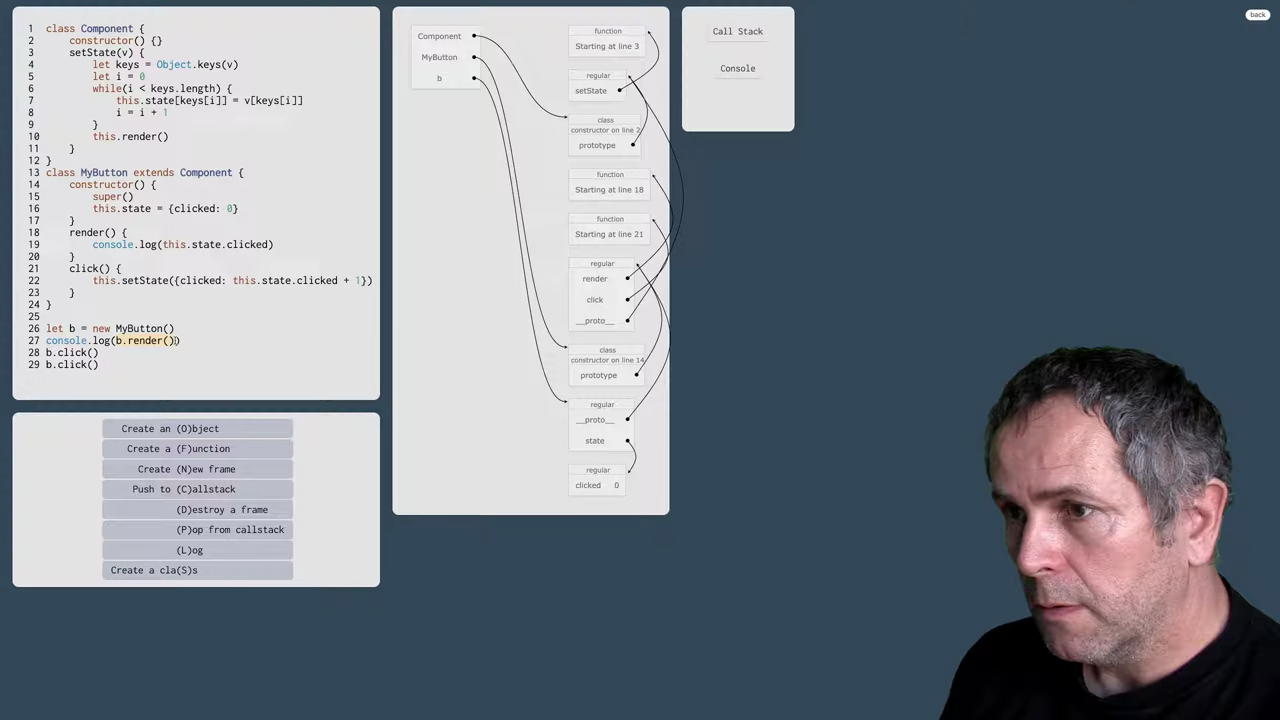 back
1 class Component {
2 constructor() {}
3 setState(v) {
4 let keys = Object.keys(v)
5 let i = 0
6 while(i < keys.length) {
7 this.state[keys[i]] = v[keys[i]]
8 i = i + 1
9 }
10 this.render()
11 }
12 }
13 class MyButton extends Component {
14 constructor() {
15 super()
16 this.state = {clicked: 0}
17 }
18 render() {
19 console.log(this.state.clicked)
20 }
21 click() {
22 this.setState({clicked: this.state.clicked + 1})
23 }
24 }
25
26 let b = new MyButton()
27 console.log(b.render())
28 b.click()
29 b.click()
Create an (O)bject
Create a (F)unction
Create (N)ew frame
Push to (C)allstack
(D)estroy a frame
(P)op from callstack
(L)og
Create a cla(S)s
Component
MyButton
b
function
Starting at line 3
regular
setState
class
constructor on line 2
prototype
function
Starting at line 18
function
Starting at line 21
regular
render
click
__proto__
class
constructor on line 14
prototype
regular
__proto__
state
regular
clicked 0
Call Stack
Console